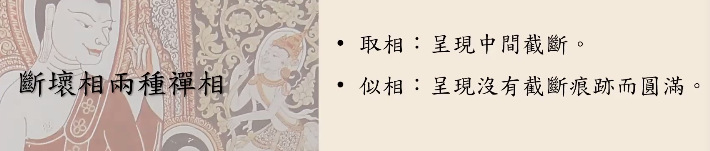 斷壞相兩種禪相
• 取相：呈現中間截斷。
• 似相：呈現沒有截斷痕跡而圓滿。